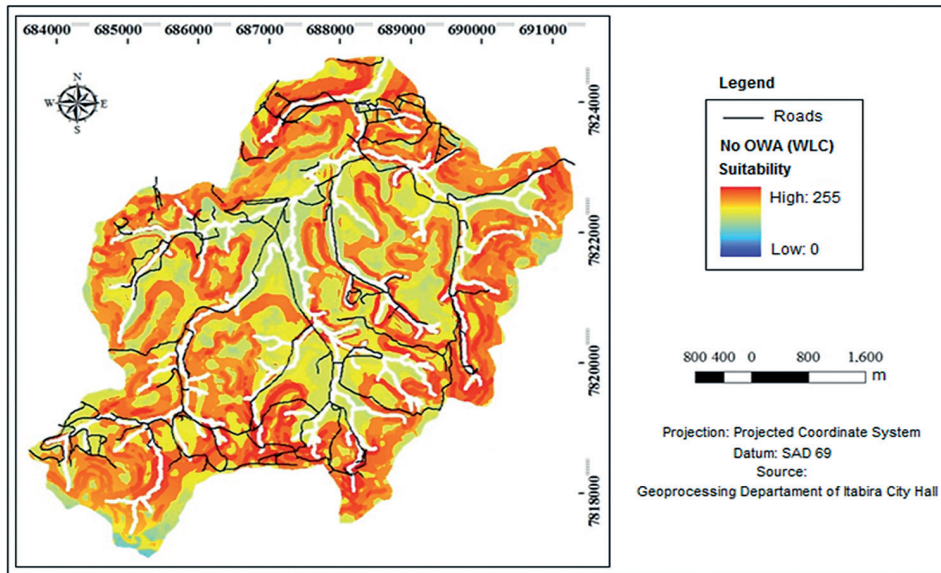 684000 685000 686000 687000 688000 689000 690000 691000
N
W E
S
7824000
7822000
7820000
7818000
Legend
Roads
No OWA (WLC)
Suitability
High: 255
Low: 0
800 400 0 800 1.600
m
Projection: Projected Coordinate System
Datum: SAD 69
Source:
Geoprocessing Departament of Itabira City Hall